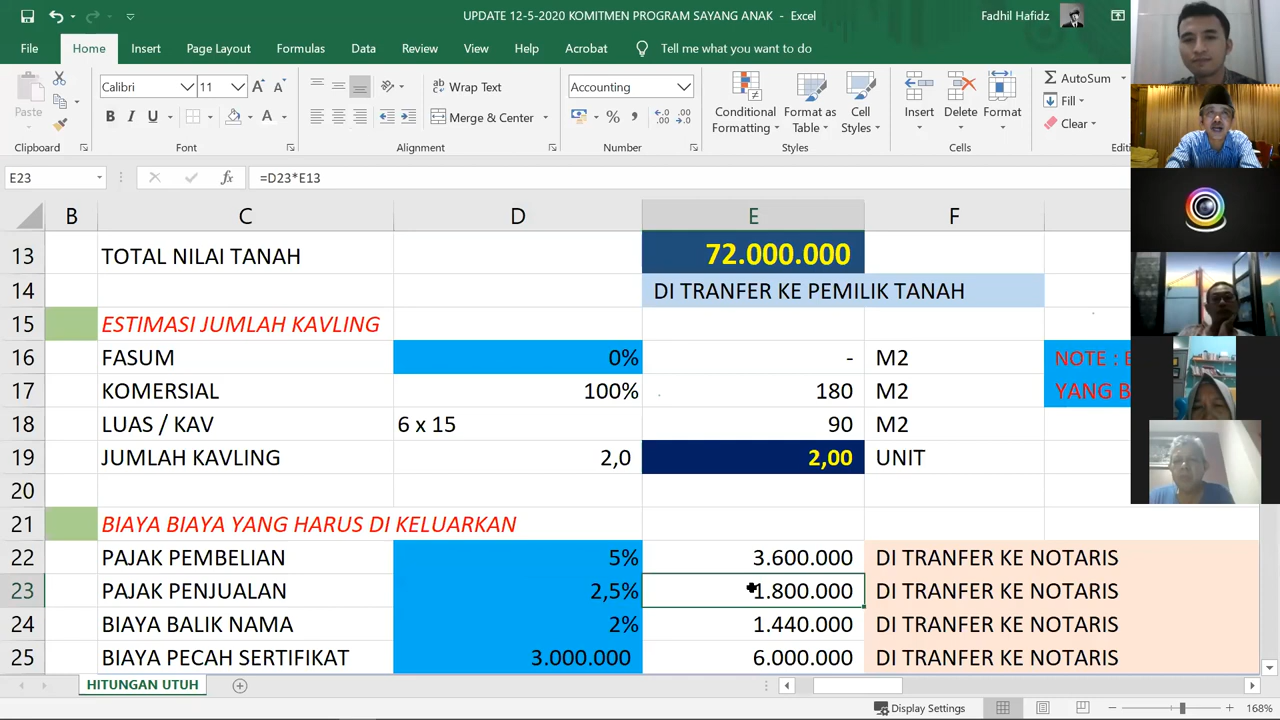 UPDATE 12-5-2020 KOMITMEN PROGRAM SAYANG ANAK - Excel
Fadhil Hafidz
File Home Insert Page Layout Formulas Data Review View Help Acrobat Tell me what you want to do
Paste
Calibri 11
B I U
Wrap Text
Merge & Center
Accounting
Conditional Formatting
Format as Table
Cell Styles
Insert
Delete
Format
AutoSum
Fill
Clear
Clipboard Font Alignment Number Styles Cells Editi
E23 fx =D23*E13
B C D E F
13 TOTAL NILAI TANAH 72.000.000
14 DI TRANFER KE PEMILIK TANAH
15 ESTIMASI JUMLAH KAVLING
16 FASUM 0% - M2 NOTE : B
17 KOMERSIAL 100% 180 M2 YANG B
18 LUAS / KAV 6 x 15 90 M2
19 JUMLAH KAVLING 2,0 2,00 UNIT
20
21 BIAYA BIAYA YANG HARUS DI KELUARKAN
22 PAJAK PEMBELIAN 5% 3.600.000 DI TRANFER KE NOTARIS
23 PAJAK PENJUALAN 2,5% 1.800.000 DI TRANFER KE NOTARIS
24 BIAYA BALIK NAMA 2% 1.440.000 DI TRANFER KE NOTARIS
25 BIAYA PECAH SERTIFIKAT 3.000.000 6.000.000 DI TRANFER KE NOTARIS
HITUNGAN UTUH
Display Settings 168%